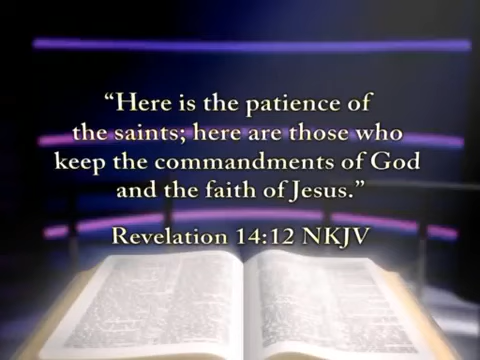 “Here is the patience of
the saints; here are those who
keep the commandments of God
and the faith of Jesus.”
Revelation 14:12 NKJV